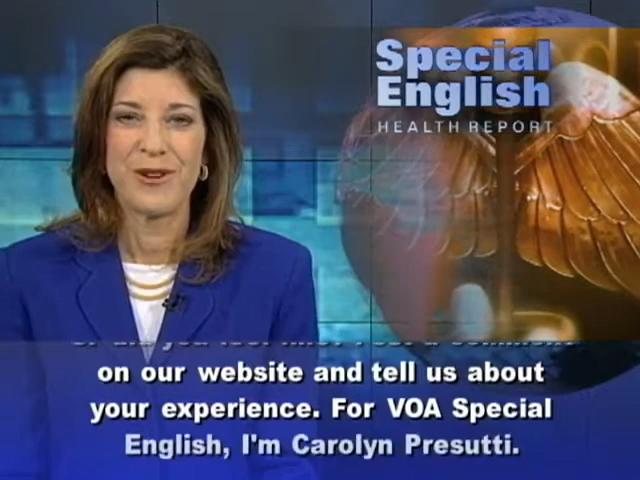 Special
English
HEALTH REPORT
on our website and tell us about
your experience. For VOA Special
English, I'm Carolyn Presutti.